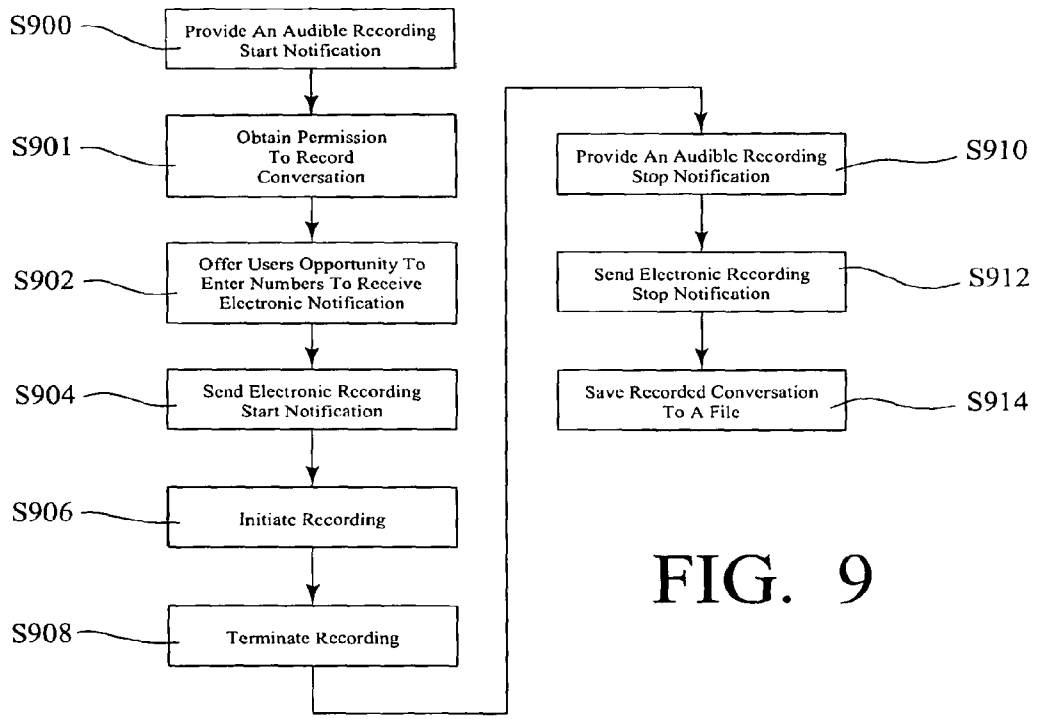 S900
Provide An Audible Recording
Start Notification
S901
Obtain Permission
To Record
Conversation
S902
Offer Users Opportunity To
Enter Numbers To Receive
Electronic Notification
S904
Send Electronic Recording
Start Notification
S906
Initiate Recording
S908
Terminate Recording
Provide An Audible Recording
Stop Notification
S910
Send Electronic Recording
Stop Notification
S912
Save Recorded Conversation
To A File
S914
FIG. 9